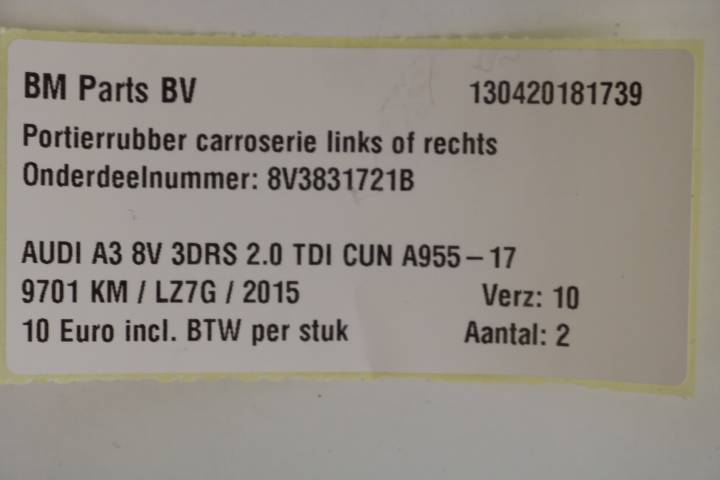 BM Parts BV 130420181739
Portierrubber carroserie links of rechts
Onderdeelnummer: 8V3831721B
AUDI A3 8V 3DRS 2.0 TDI CUN A955-17
9701 KM / LZ7G / 2015 Verz: 10
10 Euro incl. BTW per stuk Aantal: 2